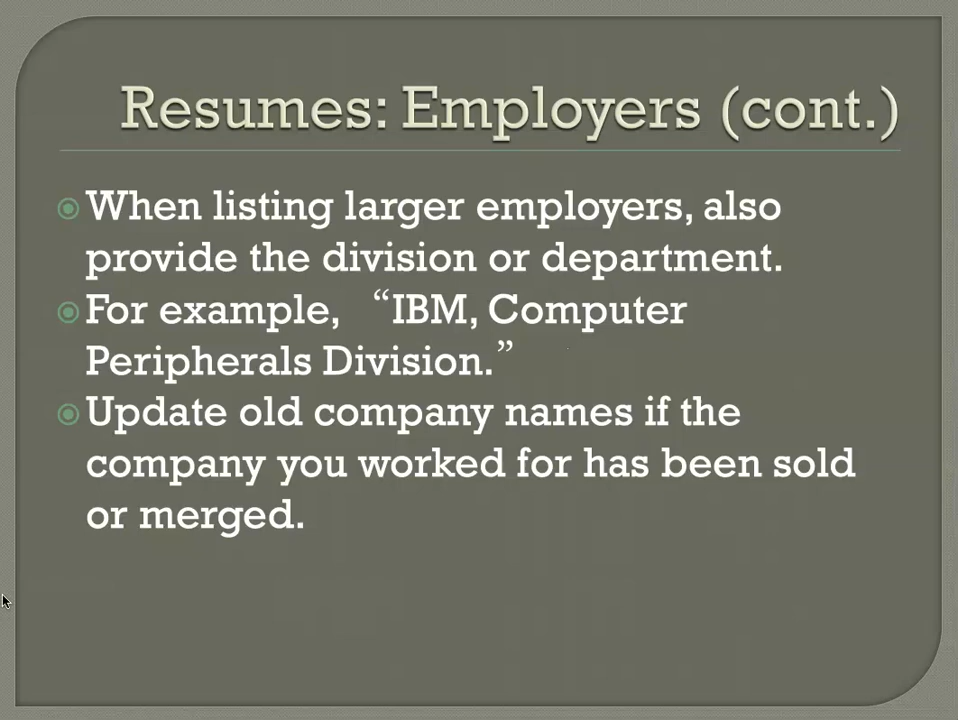 Resumes: Employers (cont.)
When listing larger employers, also
provide the division or department.
For example, “IBM, Computer
Peripherals Division.”
Update old company names if the
company you worked for has been sold
or merged.